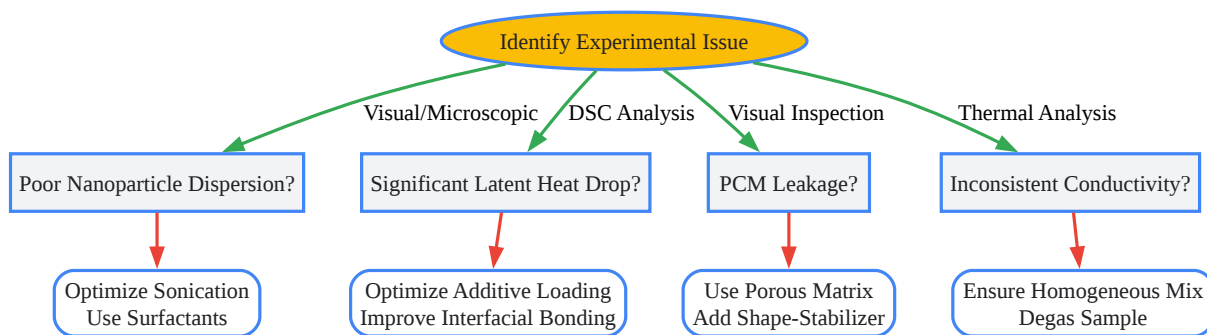 Identify Experimental Issue
Visual/Microscopic
DSC Analysis
Visual Inspection
Thermal Analysis
Poor Nanoparticle Dispersion?
Significant Latent Heat Drop?
PCM Leakage?
Inconsistent Conductivity?
Optimize Sonication
Use Surfactants
Optimize Additive Loading
Improve Interfacial Bonding
Use Porous Matrix
Add Shape-Stabilizer
Ensure Homogeneous Mix
Degas Sample